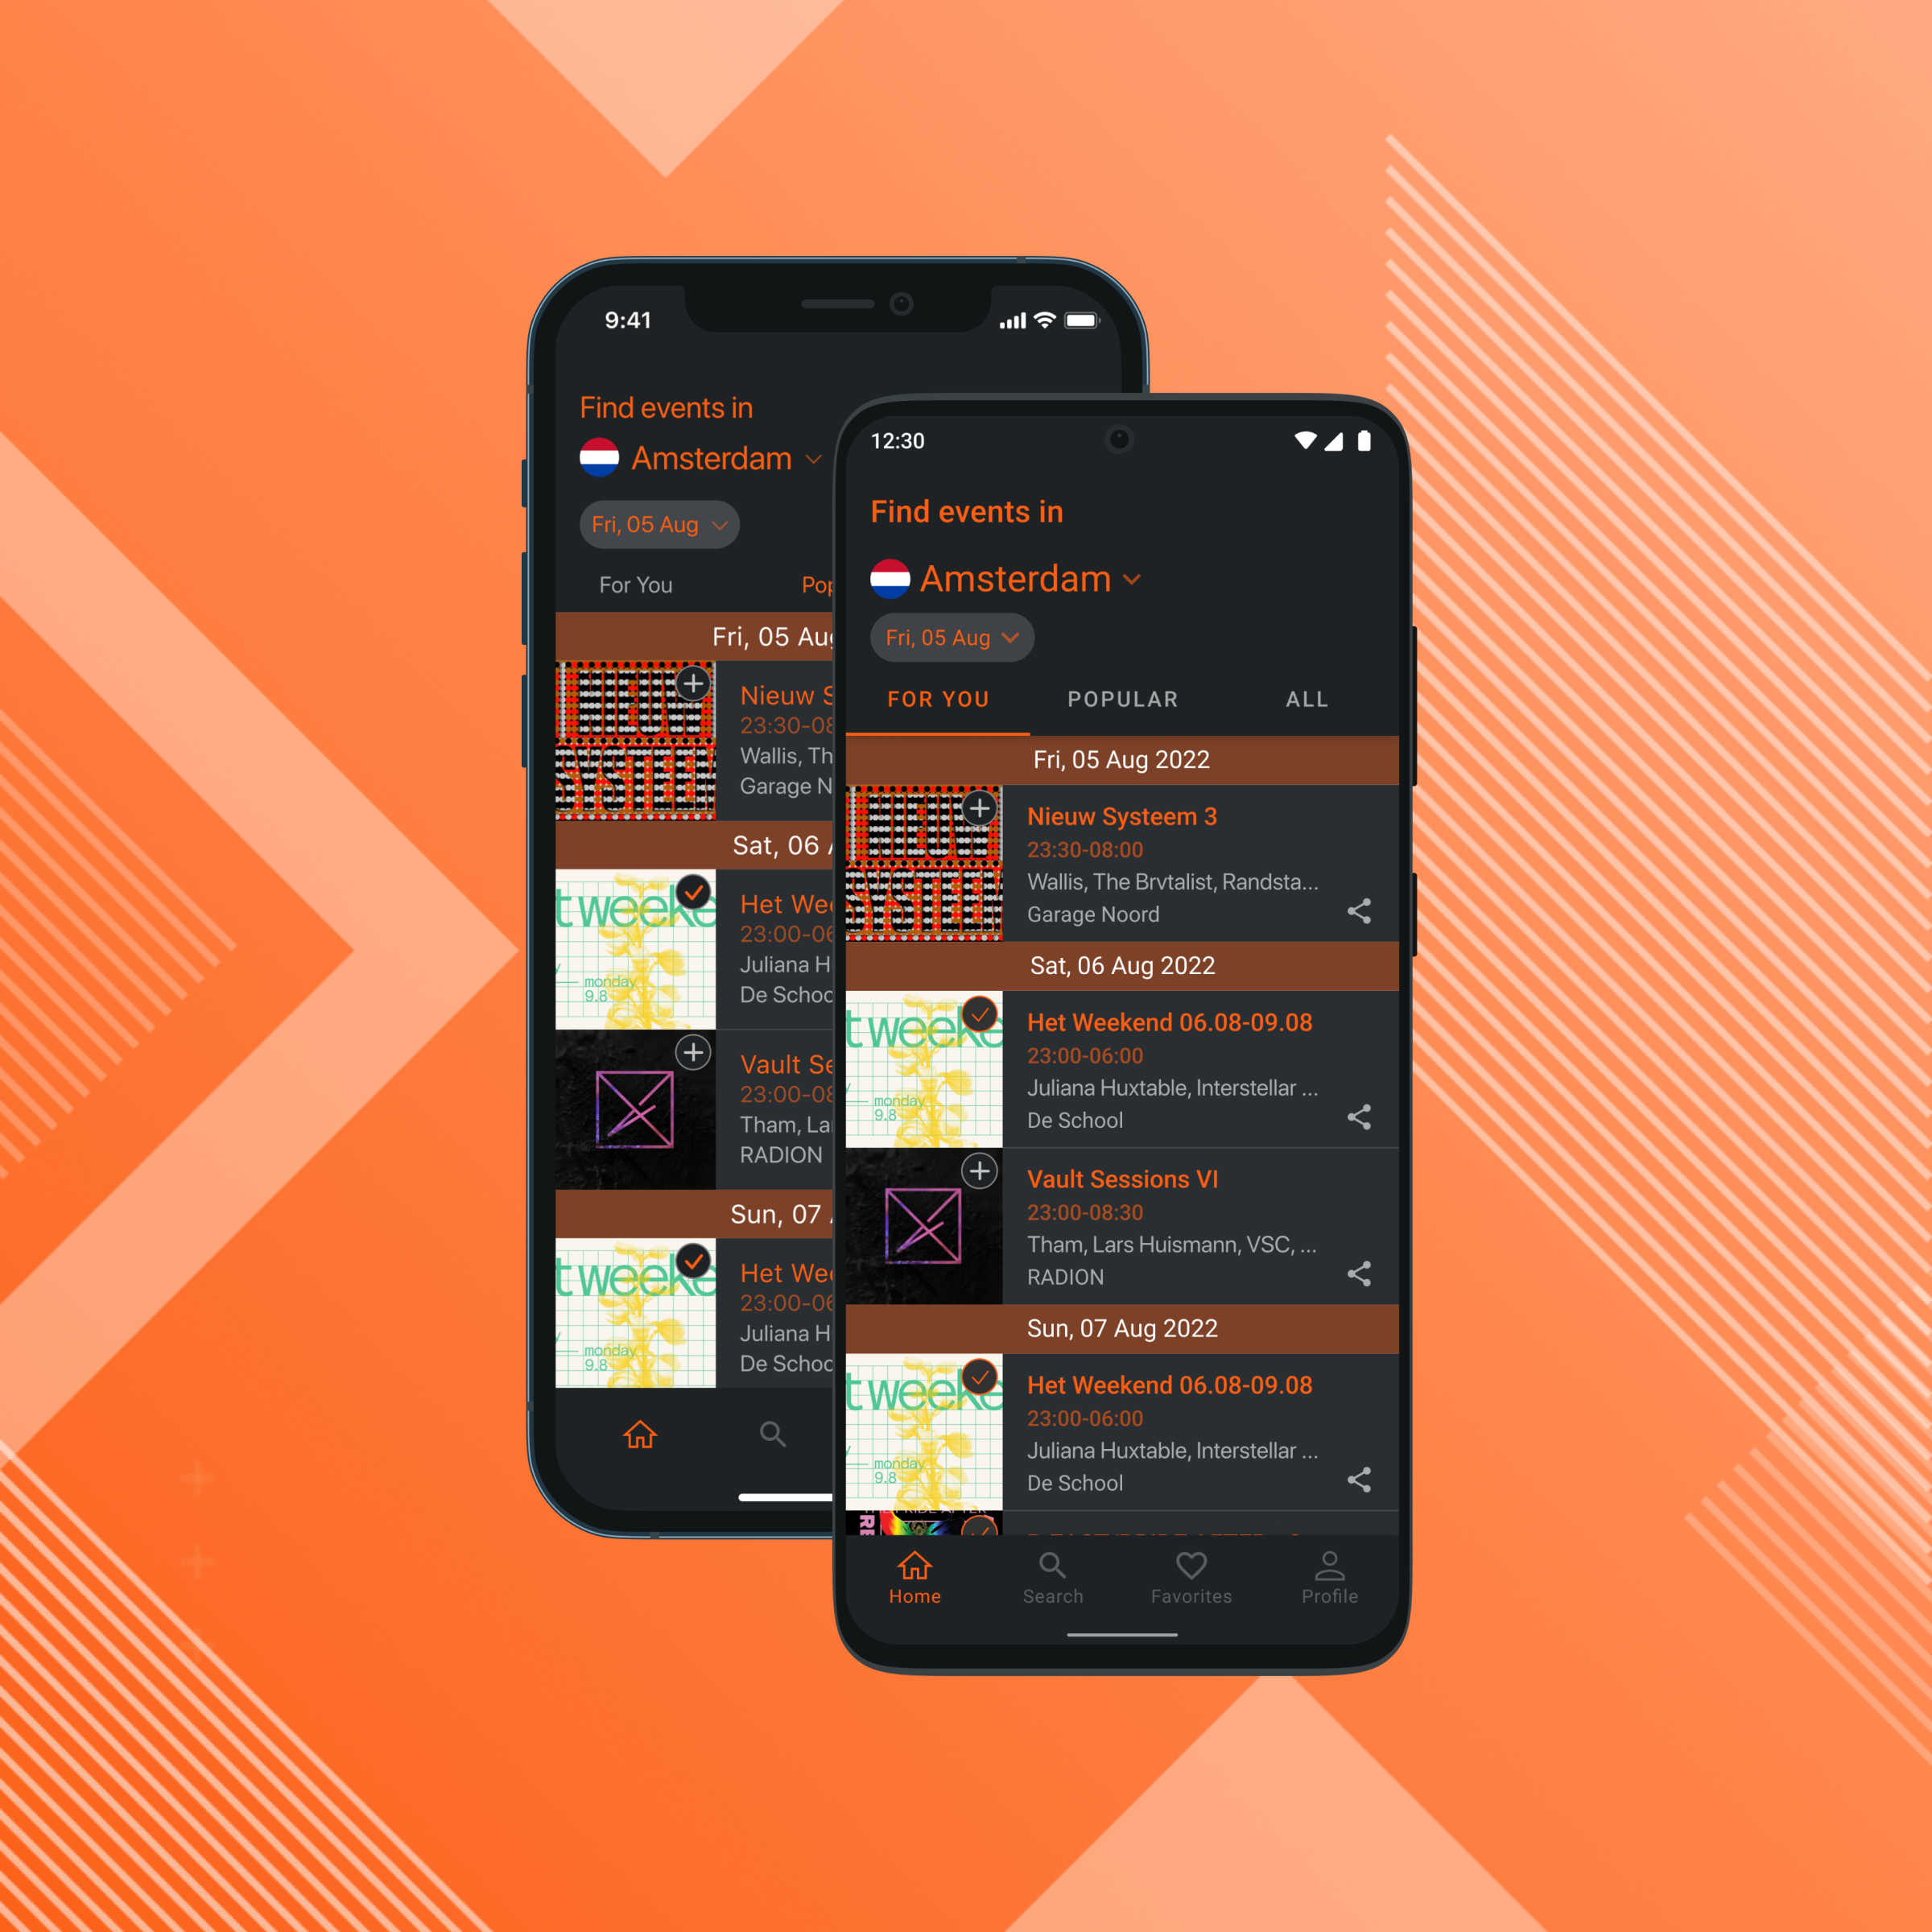 9:41
Find events in
Amsterdam
Fri, 05 Aug
For You
Pop
Fri, 05 Aug
SYSTEM
Nieuw S
23:30-08
Wallis, Th
Garage N
Sat, 06
t weeke
monday
9.8
Het Wee
23:00-06
Juliana H
De Schoo
Vault Se
23:00-08
Tham, La
RADION
Sun, 07
t weeke
monday
9.8
Het Wee
23:00-06
Juliana H
De Schoo
12:30
Find events in
Amsterdam
Fri, 05 Aug
FOR YOU
POPULAR
ALL
Fri, 05 Aug 2022
Nieuw Systeem 3
23:30-08:00
Wallis, The Brvtalist, Randsta...
Garage Noord
Sat, 06 Aug 2022
t weeke
monday
9.8
Het Weekend 06.08-09.08
23:00-06:00
Juliana Huxtable, Interstellar ...
De School
Vault Sessions VI
23:00-08:30
Tham, Lars Huismann, VSC, ...
RADION
Sun, 07 Aug 2022
t weeke
monday
9.8
Het Weekend 06.08-09.08
23:00-06:00
Juliana Huxtable, Interstellar ...
De School
Home
Search
Favorites
Profile